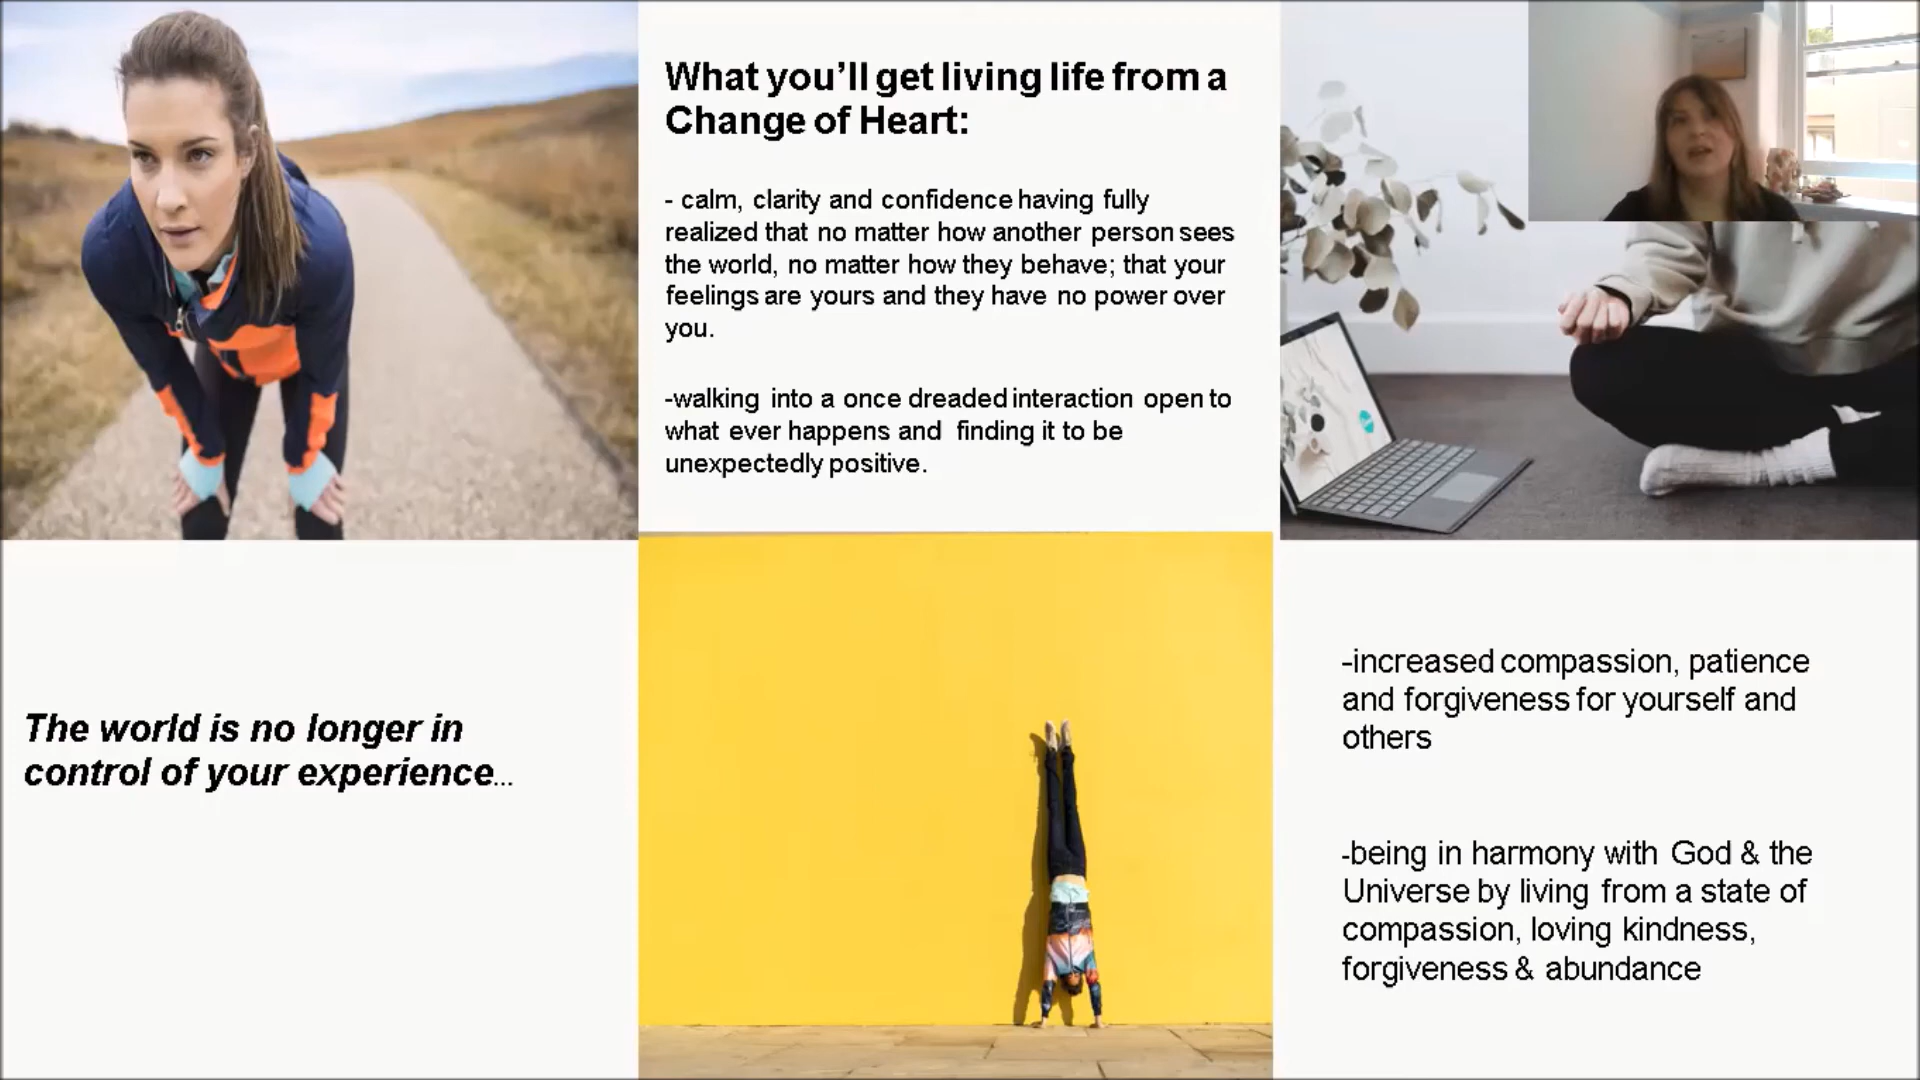 What you'll get living life from a
Change of Heart:
- calm, clarity and confidence having fully
realized that no matter how another person sees
the world, no matter how they behave; that your
feelings are yours and they have no power over
you.
-walking into a once dreaded interaction open to
what ever happens and finding it to be
unexpectedly positive.
The world is no longer in
control of your experience...
-increased compassion, patience
and forgiveness for yourself and
others
-being in harmony with God & the
Universe by living from a state of
compassion, loving kindness,
forgiveness & abundance